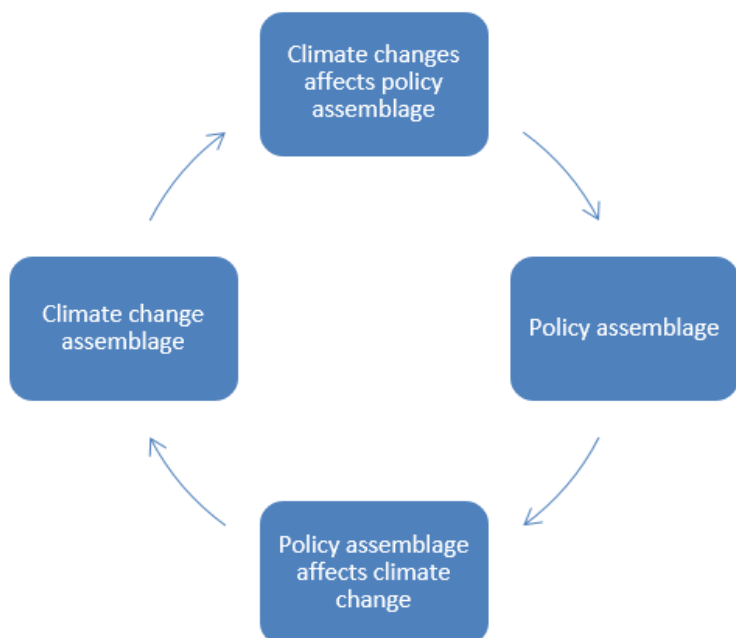 Climate changes
affects policy
assemblage
Climate change
assemblage
Policy assemblage
Policy assemblage
affects climate
change